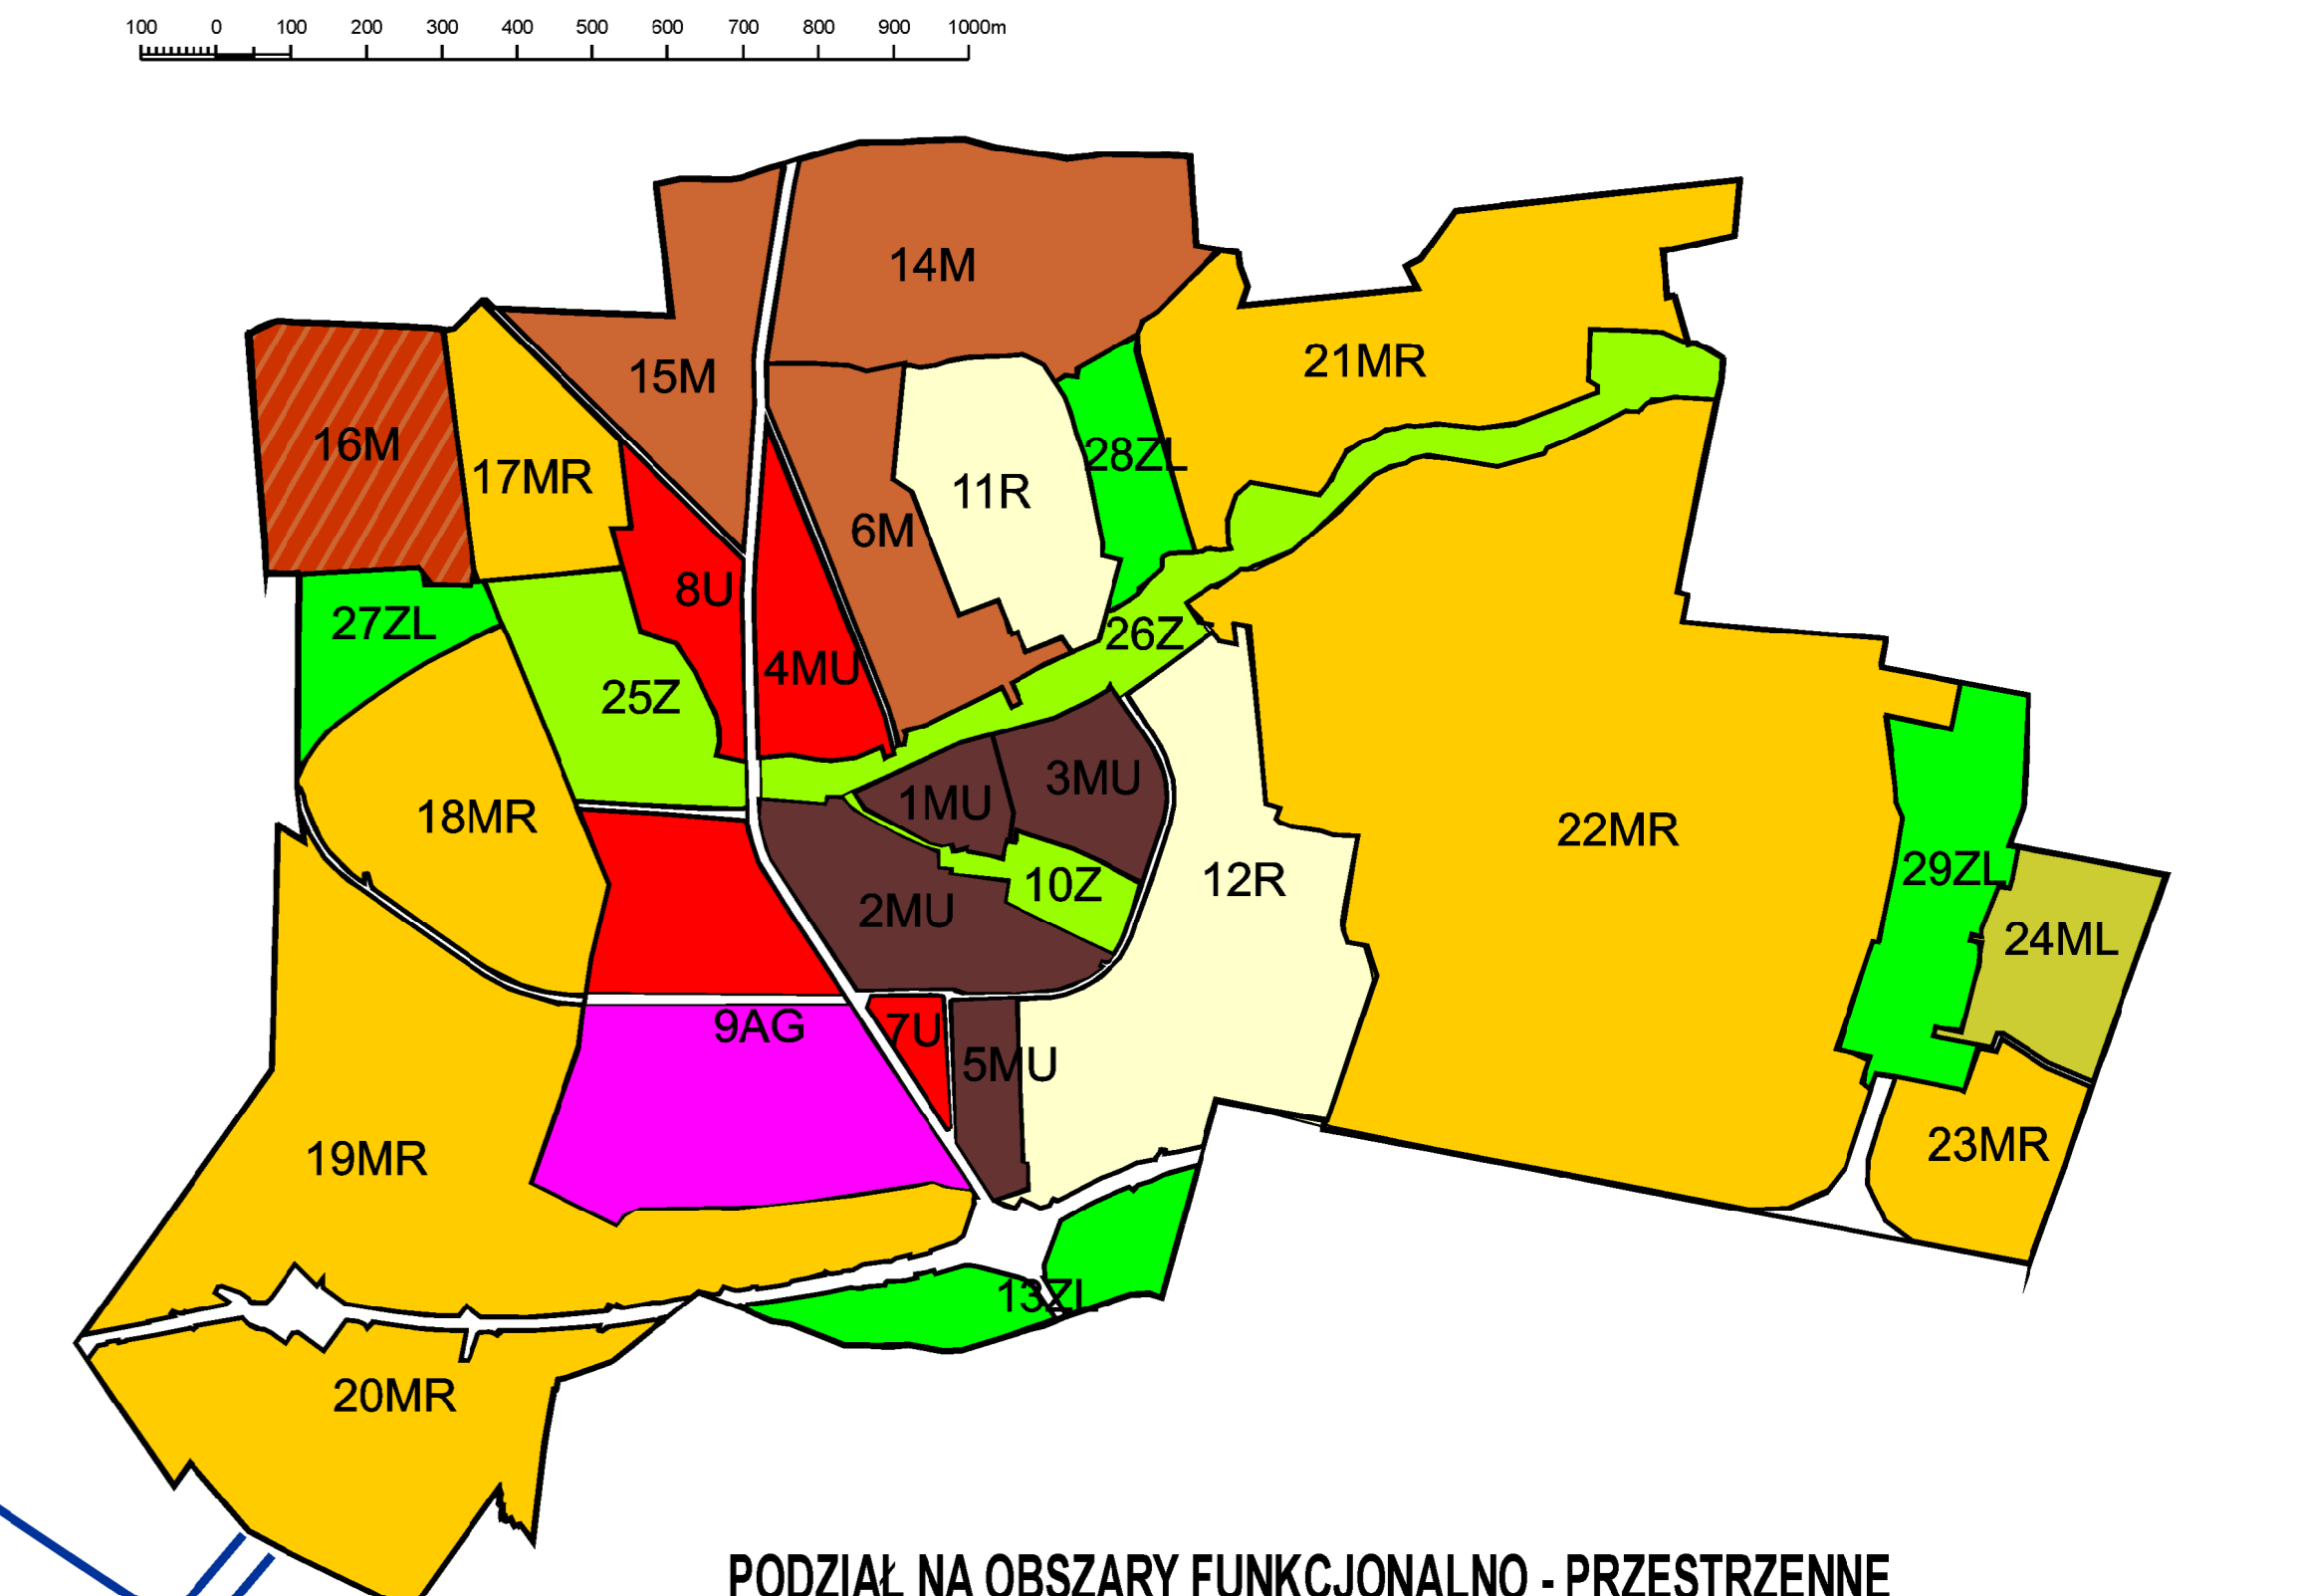 100 0 100 200 300 400 500 600 700 800 900 1000m
14M
21MR
15M
16M
17MR
28ZL
11R
6M
8U
27ZL
26Z
4MU
25Z
3MU
1MU
18MR
22MR
29ZL
12R
10Z
2MU
24ML
9AG
7U
5MU
23MR
19MR
13ZL
20MR
PODZIAŁ NA OBSZARY FUNKCJONALNO - PRZESTRZENNE